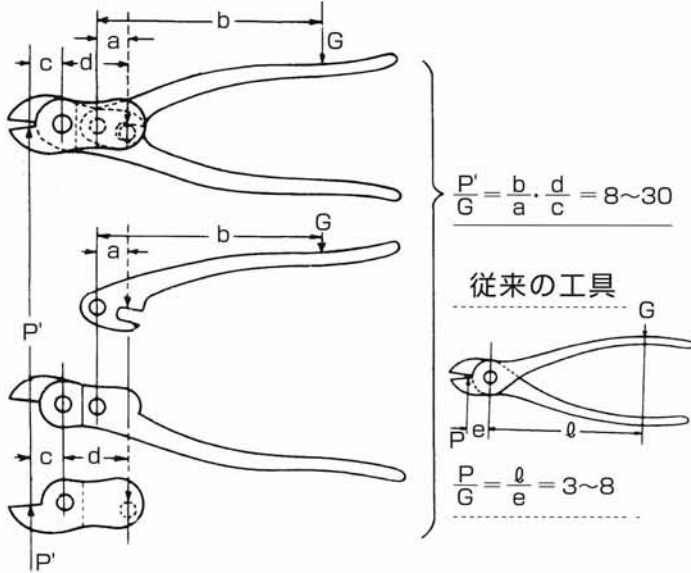 b
a
G
c d
P'/G = b/a · d/c = 8~30
b
G
a
従来の工具
G
P'
P e ℓ
c d
P/G = ℓ/e = 3~8
P'